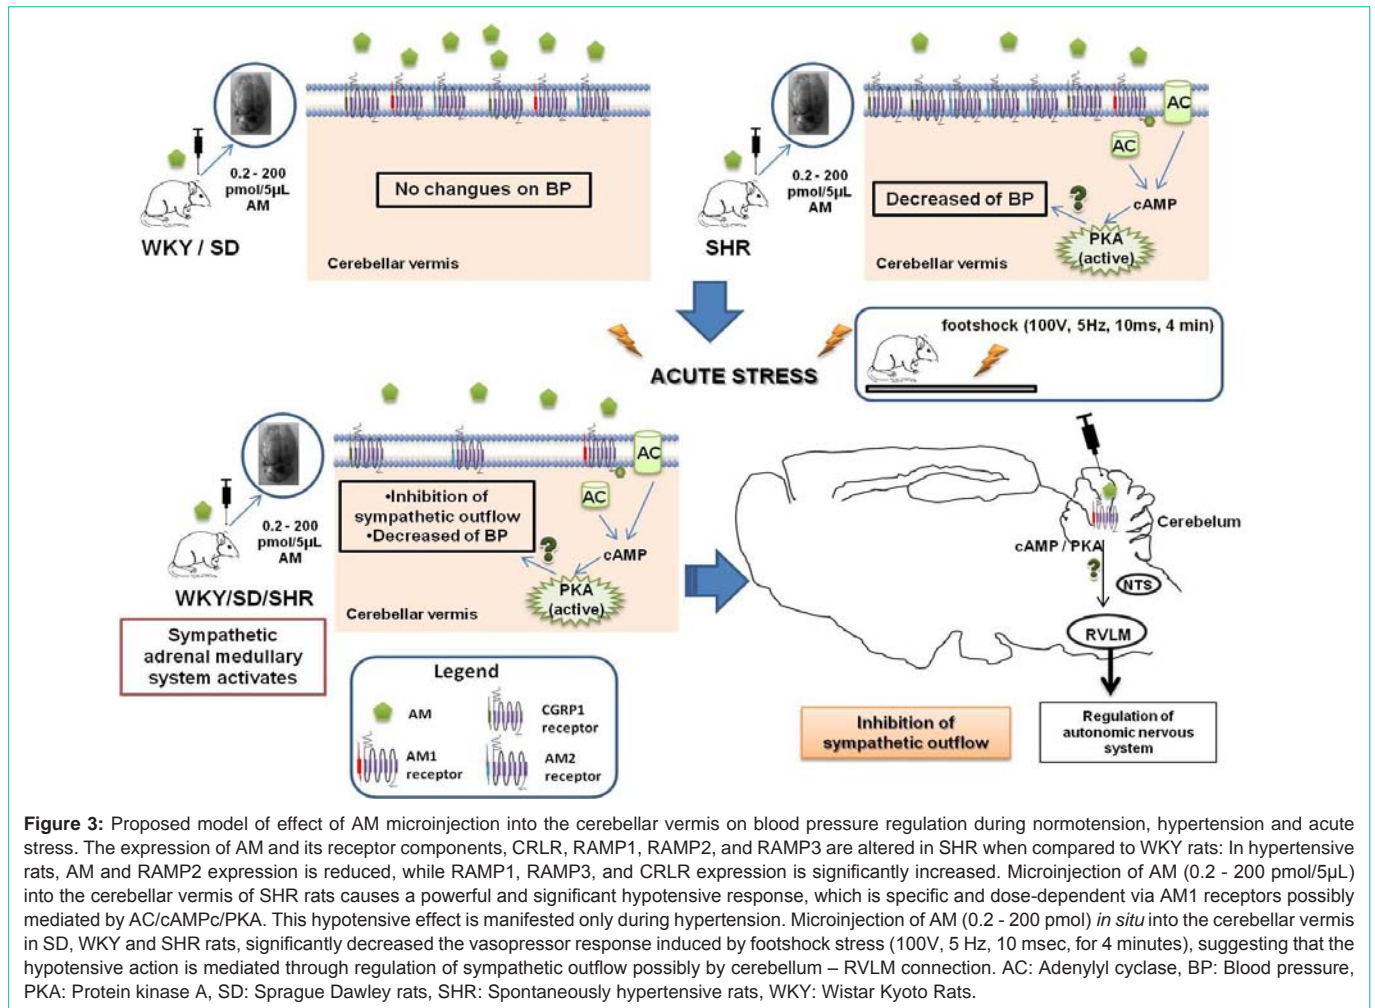 0.2 - 200
pmol/5µL
AM
WKY / SD
No changues on BP
Cerebellar vermis
0.2 - 200
pmol/5µL
AM
SHR
AC
AC
cAMP
?
PKA
(active)
Decreased of BP
Cerebellar vermis
ACUTE STRESS
footshock (100V, 5Hz, 10ms, 4 min)
0.2 - 200
pmol/5µL
AM
WKY/SD/SHR
Sympathetic
adrenal medullary
system activates
AC
AC
cAMP
?
PKA
(active)
•Inhibition of
sympathetic outflow
•Decreased of BP
Cerebellar vermis
Legend
AM
CGRP1
receptor
AM1
receptor
AM2
receptor
Cerebelum
cAMP / PKA
?
NTS
RVLM
Inhibition of
sympathetic outflow
Regulation of
autonomic nervous
system
Figure 3: Proposed model of effect of AM microinjection into the cerebellar vermis on blood pressure regulation during normotension, hypertension and acute
stress. The expression of AM and its receptor components, CRLR, RAMP1, RAMP2, and RAMP3 are altered in SHR when compared to WKY rats: In hypertensive
rats, AM and RAMP2 expression is reduced, while RAMP1, RAMP3, and CRLR expression is significantly increased. Microinjection of AM (0.2 - 200 pmol/5µL)
into the cerebellar vermis of SHR rats causes a powerful and significant hypotensive response, which is specific and dose-dependent via AM1 receptors possibly
mediated by AC/cAMPc/PKA. This hypotensive effect is manifested only during hypertension. Microinjection of AM (0.2 - 200 pmol) in situ into the cerebellar vermis
in SD, WKY and SHR rats, significantly decreased the vasopressor response induced by footshock stress (100V, 5 Hz, 10 msec, for 4 minutes), suggesting that the
hypotensive action is mediated through regulation of sympathetic outflow possibly by cerebellum – RVLM connection. AC: Adenylyl cyclase, BP: Blood pressure,
PKA: Protein kinase A, SD: Sprague Dawley rats, SHR: Spontaneously hypertensive rats, WKY: Wistar Kyoto Rats.